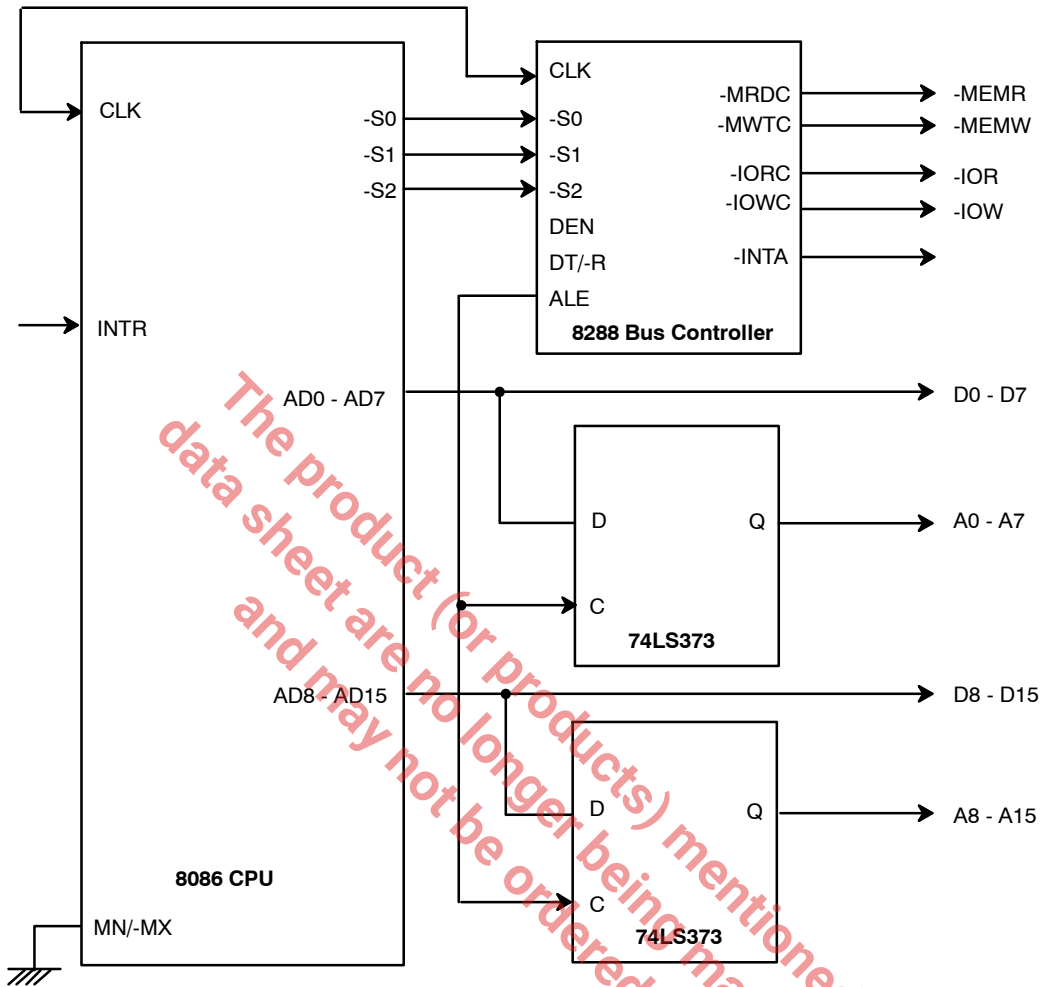 CLK
-S0
-S1
-S2
INTR
AD0 - AD7
AD8 - AD15
8086 CPU
MN/-MX
CLK
-S0
-S1
-S2
DEN
DT/-R
ALE
-MRDC
-MWTC
-IORC
-IOWC
-INTA
8288 Bus Controller
-MEMR
-MEMW
-IOR
-IOW
D0 - D7
D
Q
C
74LS373
A0 - A7
D8 - D15
D
Q
C
74LS373
A8 - A15
The product (or products) mentione
data sheet are no longer being ma
and may not be ordered